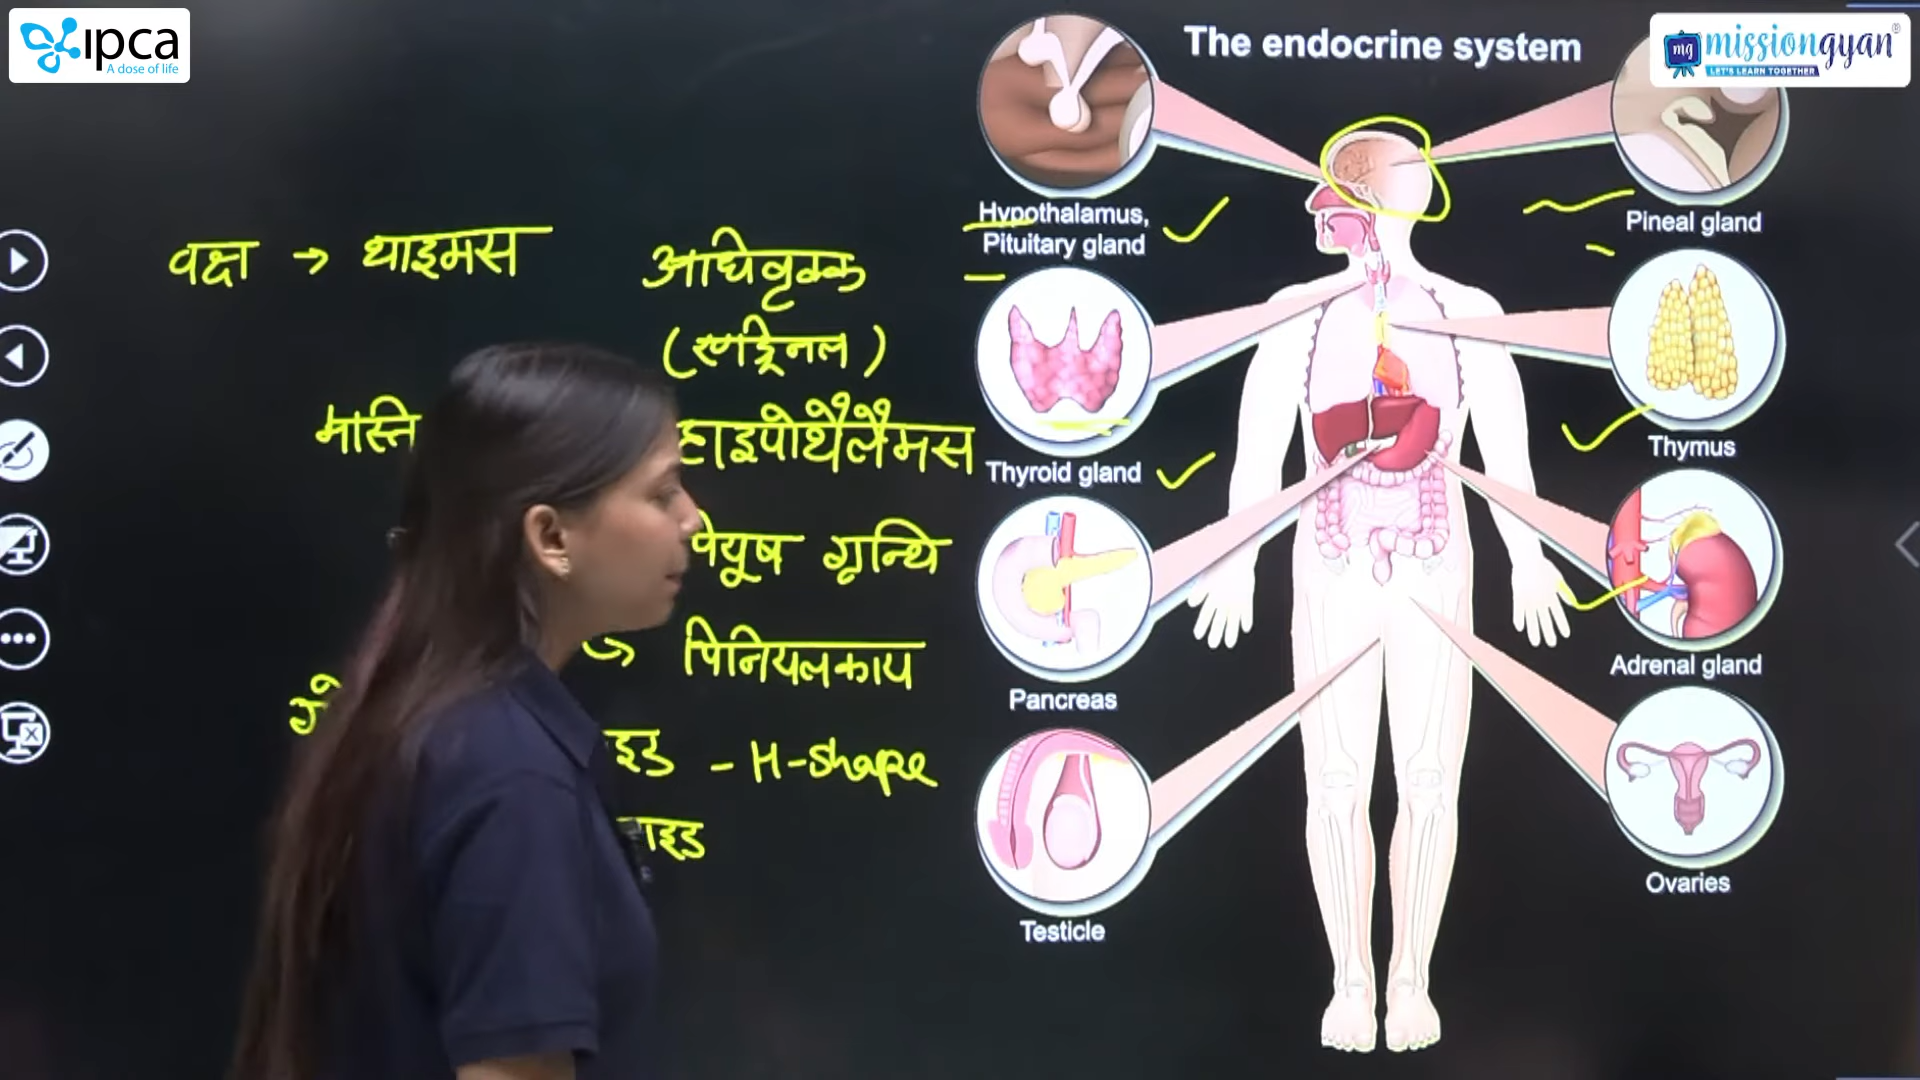 ipca
A dose of life
The endocrine system
mg missiongyan
LET'S LEARN TOGETHER
Hypothalamus,
Pituitary gland
Pineal gland
वक्ष → थाइमस
अधिवृक्क
(एड्रिनल)
Thyroid gland
Thymus
मस्ति
हाइपोथैलैमस
पियूष ग्रन्थि
→ पिनियलकाय
Pancreas
Adrenal gland
इड - H-shape
Testicle
Ovaries